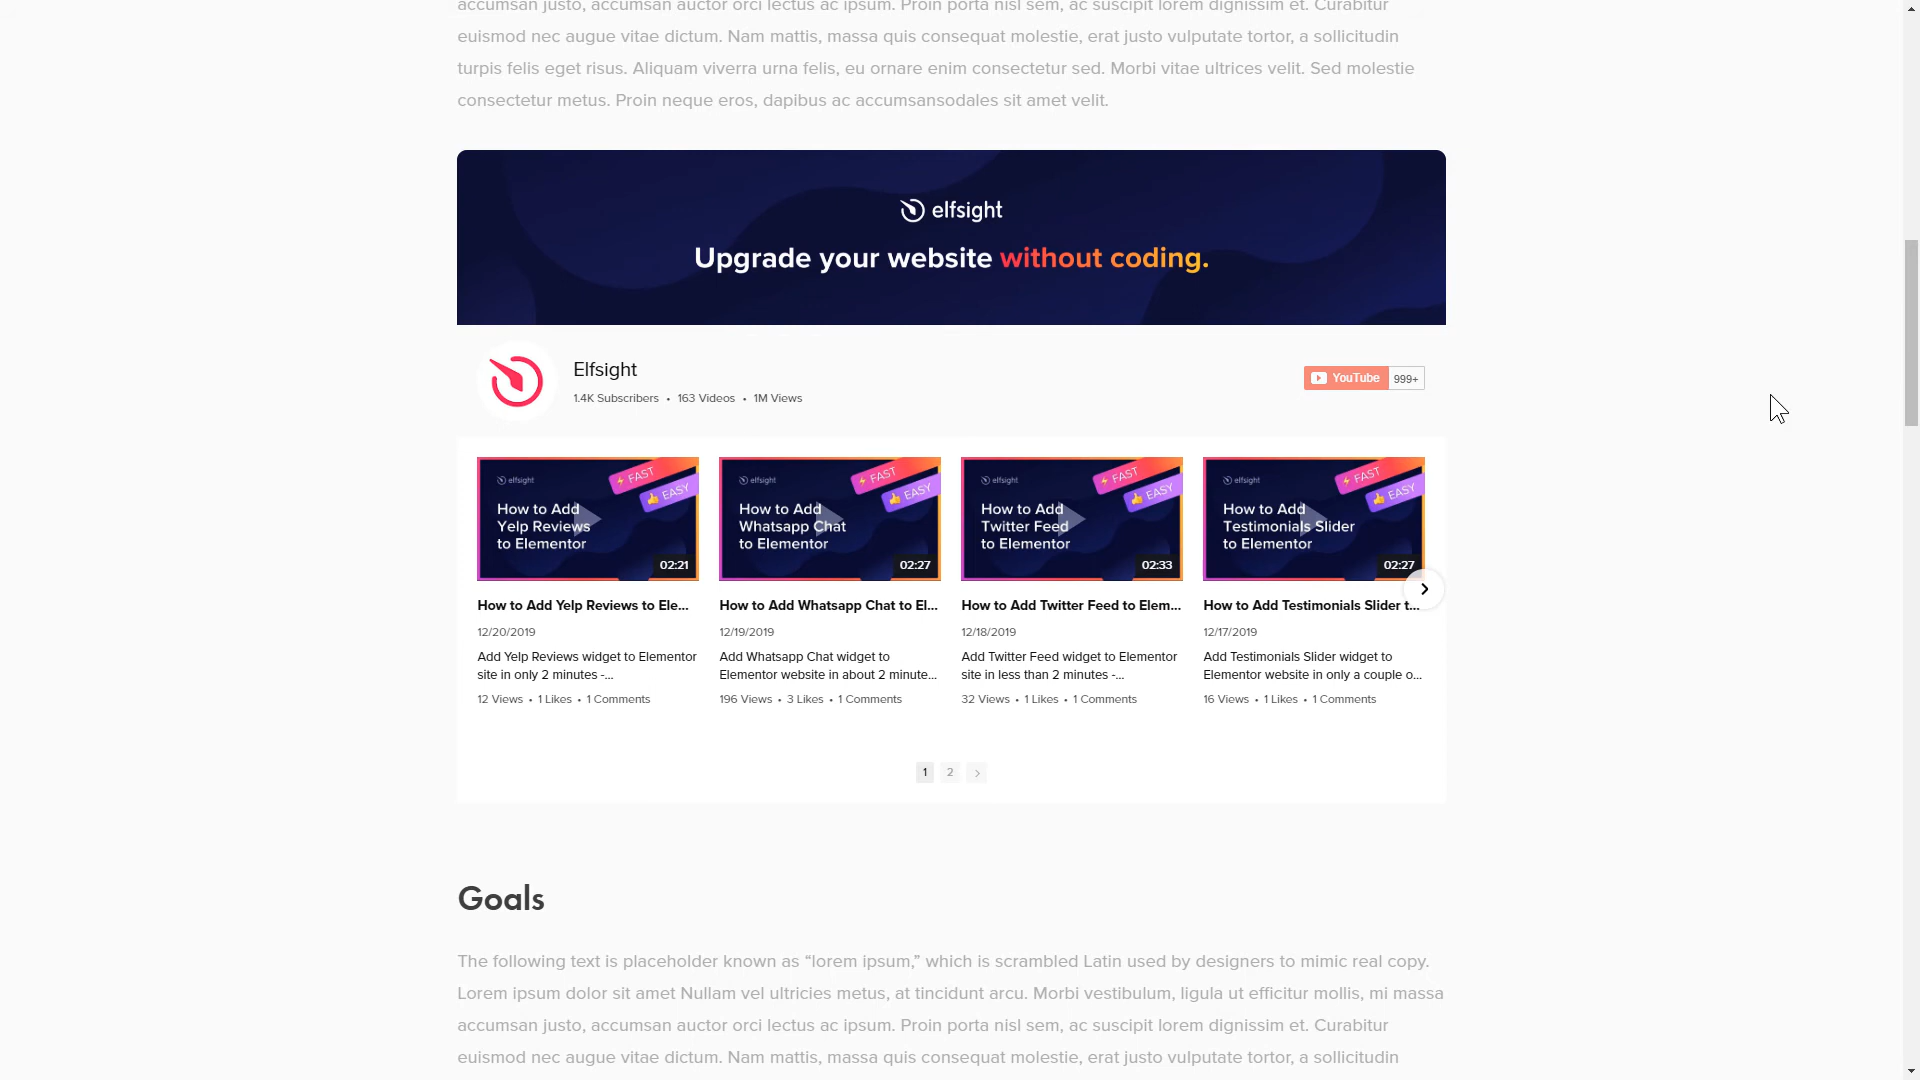 accumsan justo, accumsan auctor orci lectus ac ipsum. Proin porta nisl sem, ac suscipit lorem dignissim et. Curabitur
euismod nec augue vitae dictum. Nam mattis, massa quis consequat molestie, erat justo vulputate tortor, a sollicitudin
turpis felis eget risus. Aliquam viverra urna felis, eu ornare enim consectetur sed. Morbi vitae ultrices velit. Sed molestie
consectetur metus. Proin neque eros, dapibus ac accumsansodales sit amet velit.
elfsight
Upgrade your website without coding.
Elfsight
1.4K Subscribers • 163 Videos • 1M Views
YouTube 999+
elfsight
FAST
EASY
How to Add
Yelp Reviews
to Elementor
02:21
How to Add Yelp Reviews to Ele...
12/20/2019
Add Yelp Reviews widget to Elementor
site in only 2 minutes -...
12 Views • 1 Likes • 1 Comments
elfsight
FAST
EASY
How to Add
Whatsapp Chat
to Elementor
02:27
How to Add Whatsapp Chat to El...
12/19/2019
Add Whatsapp Chat widget to
Elementor website in about 2 minute...
196 Views • 3 Likes • 1 Comments
elfsight
FAST
EASY
How to Add
Twitter Feed
to Elementor
02:33
How to Add Twitter Feed to Elem...
12/18/2019
Add Twitter Feed widget to Elementor
site in less than 2 minutes -...
32 Views • 1 Likes • 1 Comments
elfsight
FAST
EASY
How to Add
Testimonials Slider
to Elementor
02:27
How to Add Testimonials Slider t...
12/17/2019
Add Testimonials Slider widget to
Elementor website in only a couple o...
16 Views • 1 Likes • 1 Comments
1 2
Goals
The following text is placeholder known as “lorem ipsum,” which is scrambled Latin used by designers to mimic real copy.
Lorem ipsum dolor sit amet Nullam vel ultricies metus, at tincidunt arcu. Morbi vestibulum, ligula ut efficitur mollis, mi massa
accumsan justo, accumsan auctor orci lectus ac ipsum. Proin porta nisl sem, ac suscipit lorem dignissim et. Curabitur
euismod nec augue vitae dictum. Nam mattis, massa quis consequat molestie, erat justo vulputate tortor, a sollicitudin